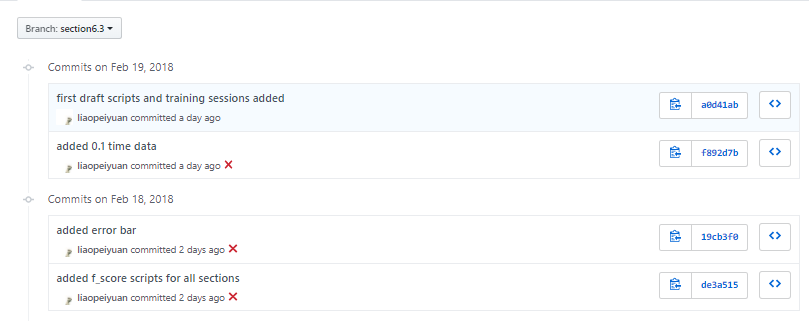 Branch: section6.3
Commits on Feb 19, 2018
first draft scripts and training sessions added
liaopeiyuan committed a day ago
a0d41ab
added 0.1 time data
liaopeiyuan committed a day ago
f892d7b
Commits on Feb 18, 2018
added error bar
liaopeiyuan committed 2 days ago
19cb3f0
added f_score scripts for all sections
liaopeiyuan committed 2 days ago
de3a515